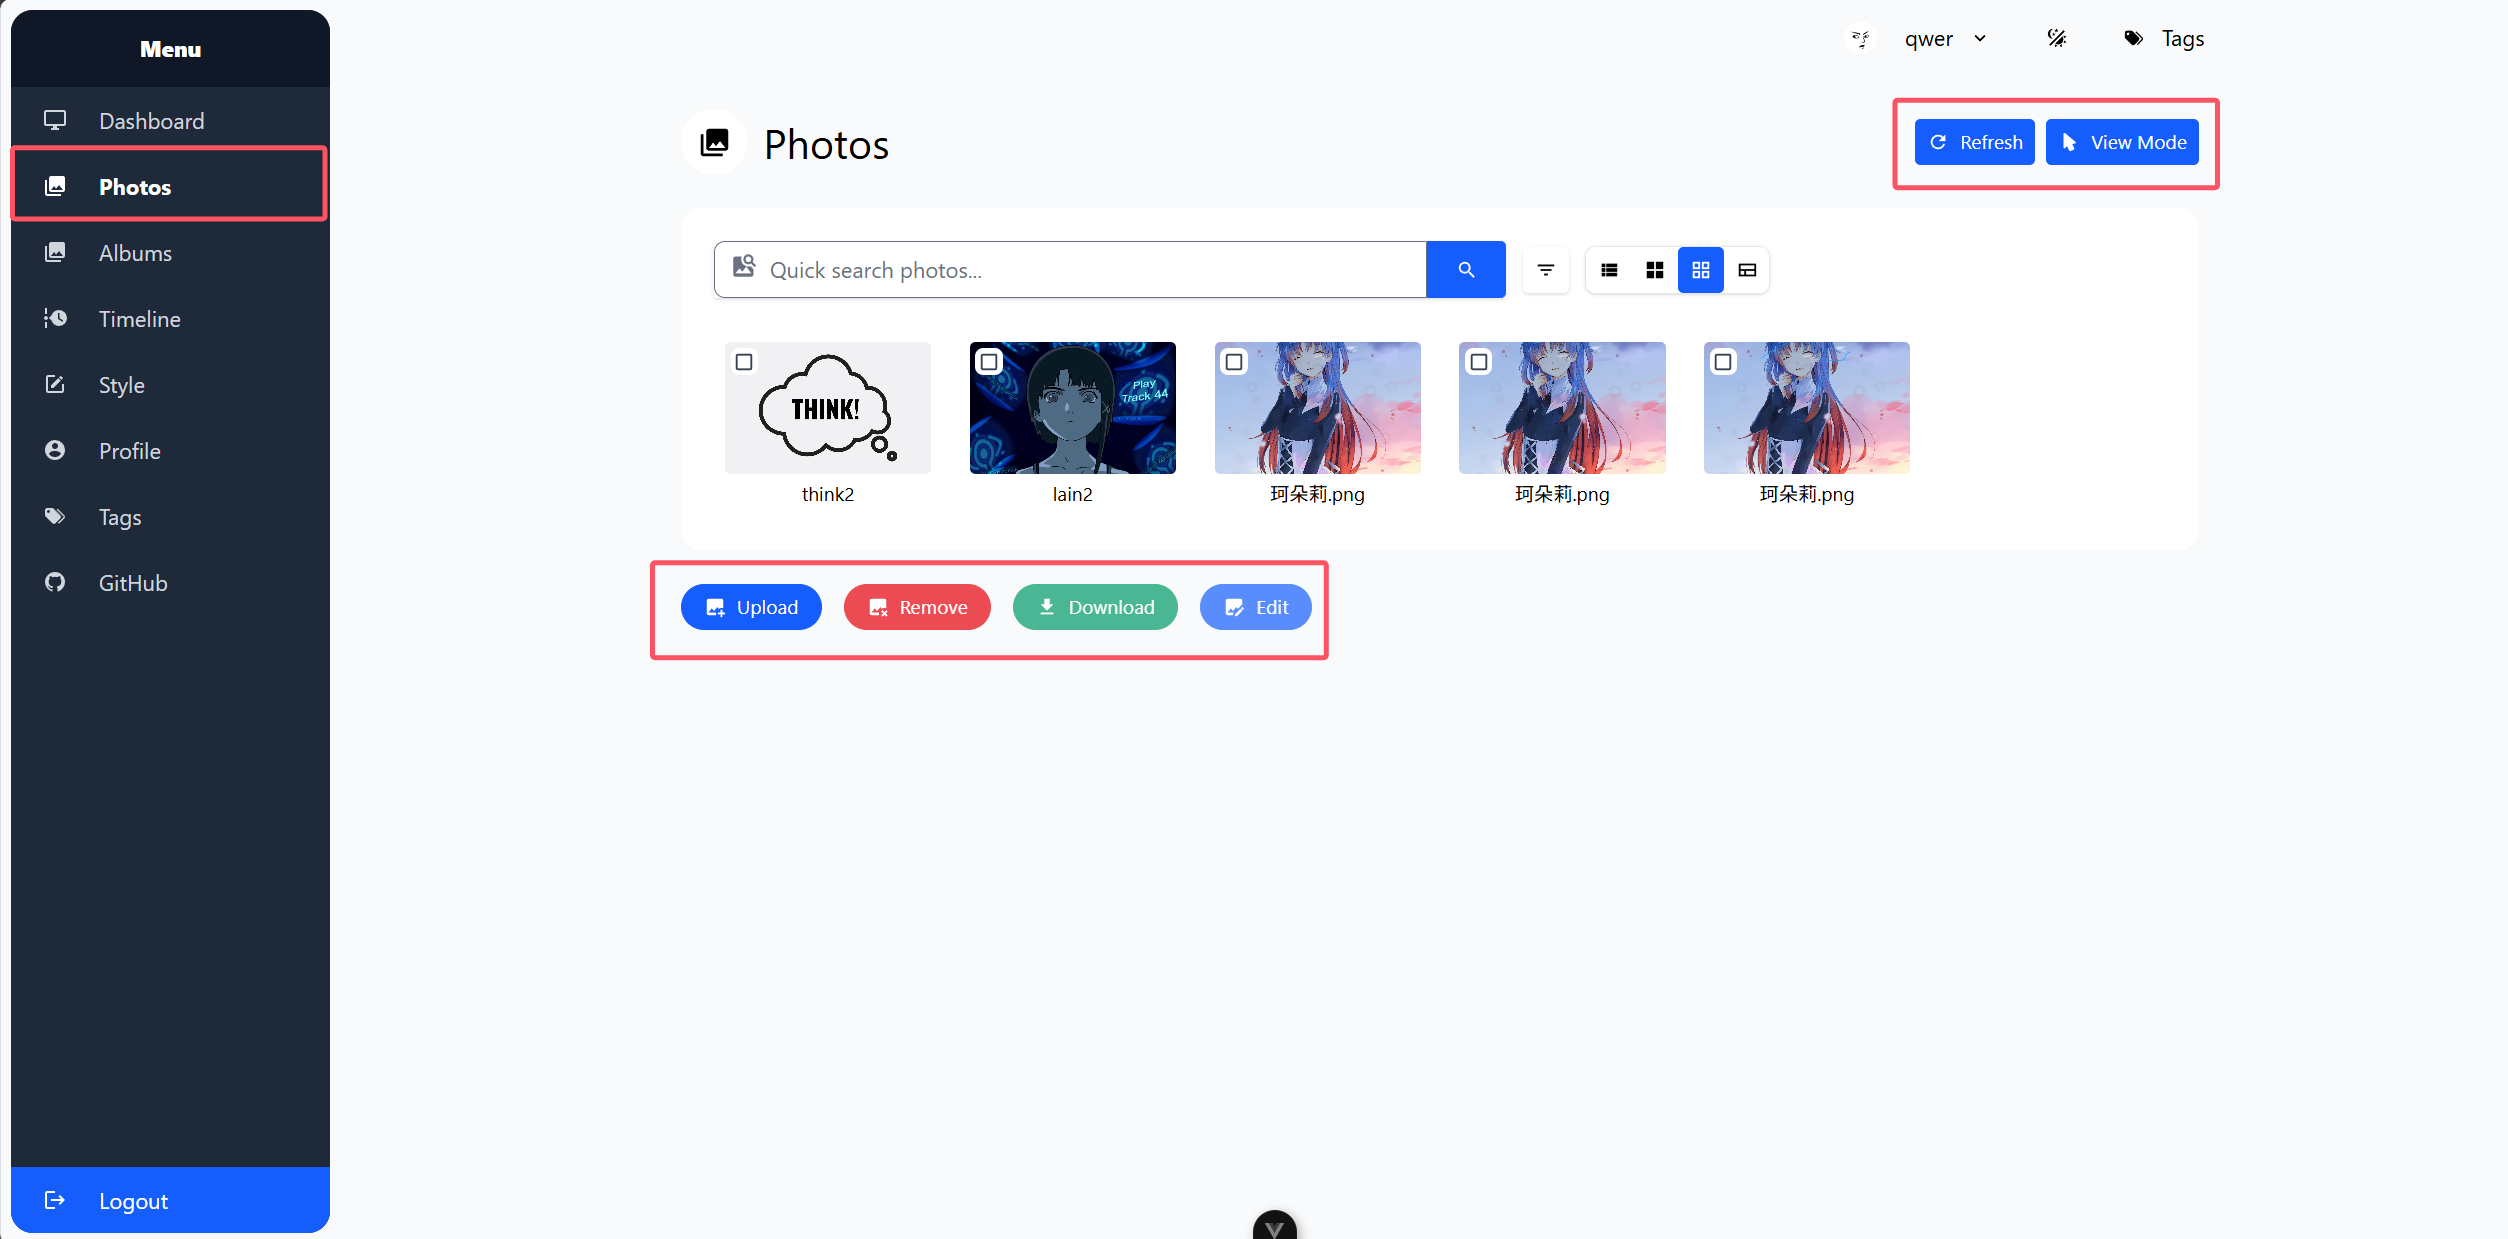 Menu
Dashboard
Photos
Albums
Timeline
Style
Profile
Tags
GitHub
Logout
qwer
Tags
Photos
Refresh
View Mode
Quick search photos...
THINK!
Play
Track 44
think2
lain2
珂朵莉.png
珂朵莉.png
珂朵莉.png
Upload
Remove
Download
Edit